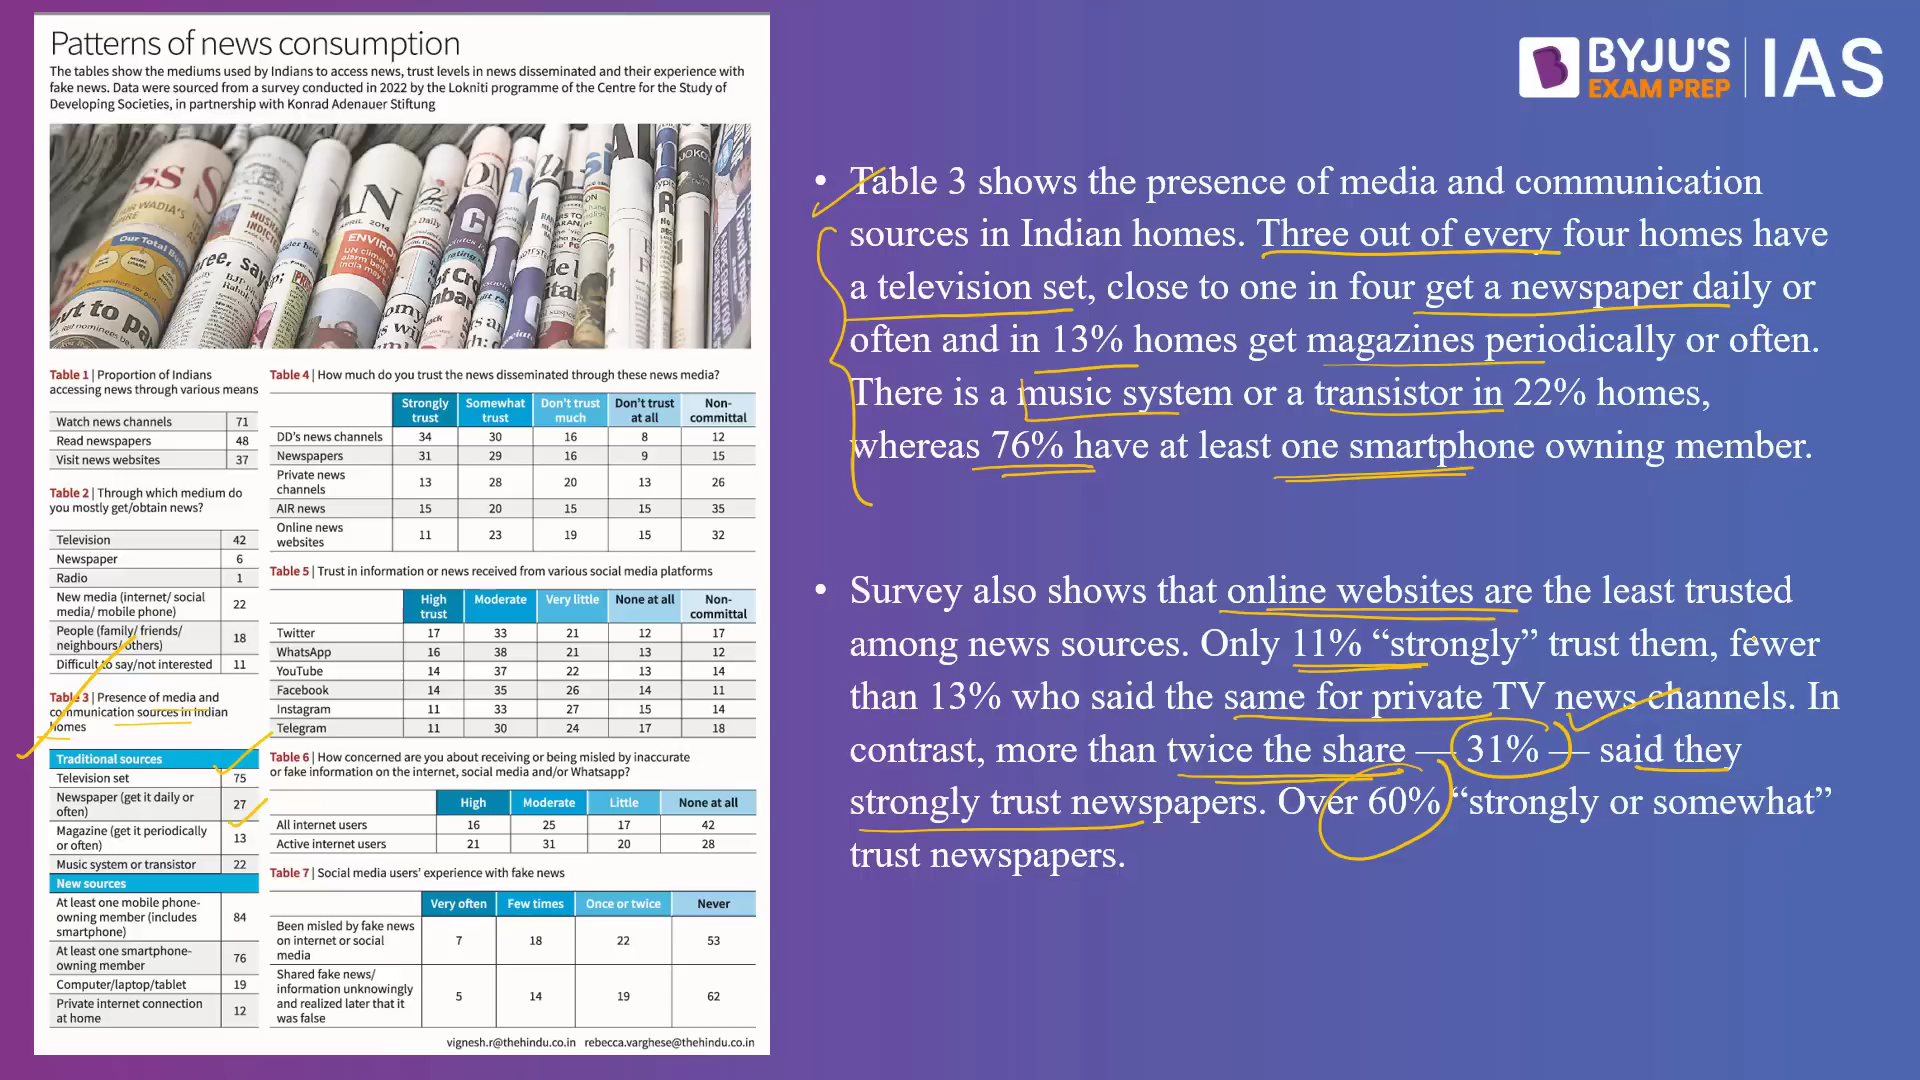 Patterns of news consumption
The tables show the mediums used by Indians to access news, trust levels in news disseminated and their experience with
fake news. Data were sourced from a survey conducted in 2022 by the Lokniti programme of the Centre for the Study of
Developing Societies, in partnership with Konrad Adenauer Stiftung
Table 1 | Proportion of Indians
accessing news through various means
Watch news channels 71
Read newspapers 48
Visit news websites 37
Table 2 | Through which medium do
you mostly get/obtain news?
Television 42
Newspaper 6
Radio 1
New media (internet/ social
media/ mobile phone) 22
People (family/ friends/
neighbours/ others) 18
Difficult to say/not interested 11
Table 3 | Presence of media and
communication sources in Indian
homes
Traditional sources
Television set 75
Newspaper (get it daily or
often) 27
Magazine (get it periodically
or often) 13
Music system or transistor 22
New sources
At least one mobile phone-
owning member (includes
smartphone) 84
At least one smartphone-
owning member 76
Computer/laptop/tablet 19
Private internet connection
at home 12
Table 4 | How much do you trust the news disseminated through these news media?
Strongly trust Somewhat trust Don't trust much Don't trust at all Non-committal
DD's news channels 34 30 16 8 12
Newspapers 31 29 16 9 15
Private news
channels 13 28 20 13 26
AIR news 15 20 15 15 35
Online news
websites 11 23 19 15 32
Table 5 | Trust in information or news received from various social media platforms
High trust Moderate Very little None at all Non-committal
Twitter 17 33 21 12 17
WhatsApp 16 38 21 13 12
YouTube 14 37 22 13 14
Facebook 14 35 26 14 11
Instagram 11 33 27 15 14
Telegram 11 30 24 17 18
Table 6 | How concerned are you about receiving or being misled by inaccurate
or fake information on the internet, social media and/or Whatsapp?
High Moderate Little None at all
All internet users 16 25 17 42
Active internet users 21 31 20 28
Table 7 | Social media users' experience with fake news
Very often Few times Once or twice Never
Been misled by fake news
on internet or social
media 7 18 22 53
Shared fake news/
information unknowingly
and realized later that it
was false 5 14 19 62
vignesh.r@thehindu.co.in rebecca.varghese@thehindu.co.in
BYJU'S
EXAM PREP
IAS
• Table 3 shows the presence of media and communication
sources in Indian homes. Three out of every four homes have
a television set, close to one in four get a newspaper daily or
often and in 13% homes get magazines periodically or often.
There is a music system or a transistor in 22% homes,
whereas 76% have at least one smartphone owning member.
• Survey also shows that online websites are the least trusted
among news sources. Only 11% “strongly” trust them, fewer
than 13% who said the same for private TV news channels. In
contrast, more than twice the share — 31% — said they
strongly trust newspapers. Over 60% “strongly or somewhat”
trust newspapers.